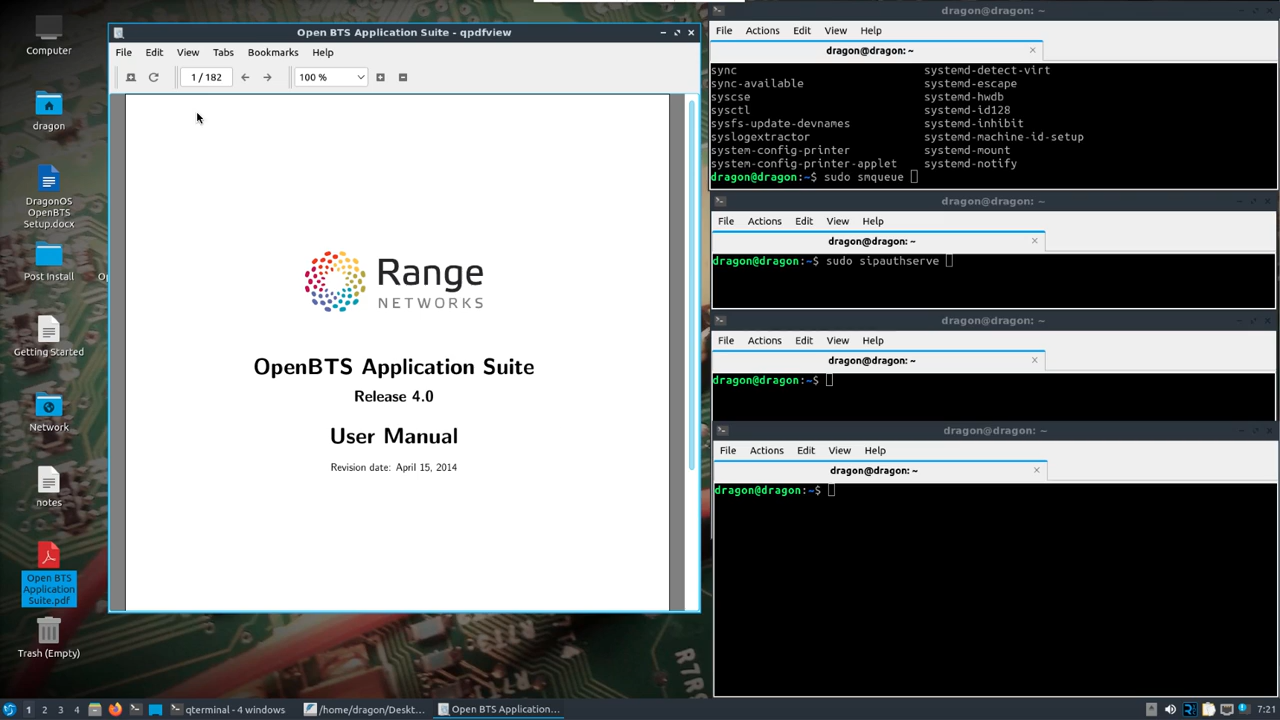 Computer
dragon
DragonOS
OpenBTS
Setup.docx
Post Install
Getting Started
Network
notes
Open BTS
Application
Suite.pdf
Trash (Empty)
Open BTS Application Suite - qpdfview
File Edit View Tabs Bookmarks Help
1 / 182
100 %
Range
NETWORKS
OpenBTS Application Suite
Release 4.0
User Manual
Revision date: April 15, 2014
dragon@dragon: ~
File Actions Edit View Help
dragon@dragon: ~
sync systemd-detect-virt
sync-available systemd-escape
syscse systemd-hwdb
sysctl systemd-id128
sysfs-update-devnames systemd-inhibit
syslogextractor systemd-machine-id-setup
system-config-printer systemd-mount
system-config-printer-applet systemd-notify
dragon@dragon:~$ sudo smqueue
dragon@dragon: ~
File Actions Edit View Help
dragon@dragon: ~
dragon@dragon:~$ sudo sipauthserve
dragon@dragon: ~
File Actions Edit View Help
dragon@dragon: ~
dragon@dragon:~$
dragon@dragon: ~
File Actions Edit View Help
dragon@dragon: ~
dragon@dragon:~$
R7R
1 2 3 4 qterminal - 4 windows /home/dragon/Deskt... Open BTS Application... 7:21